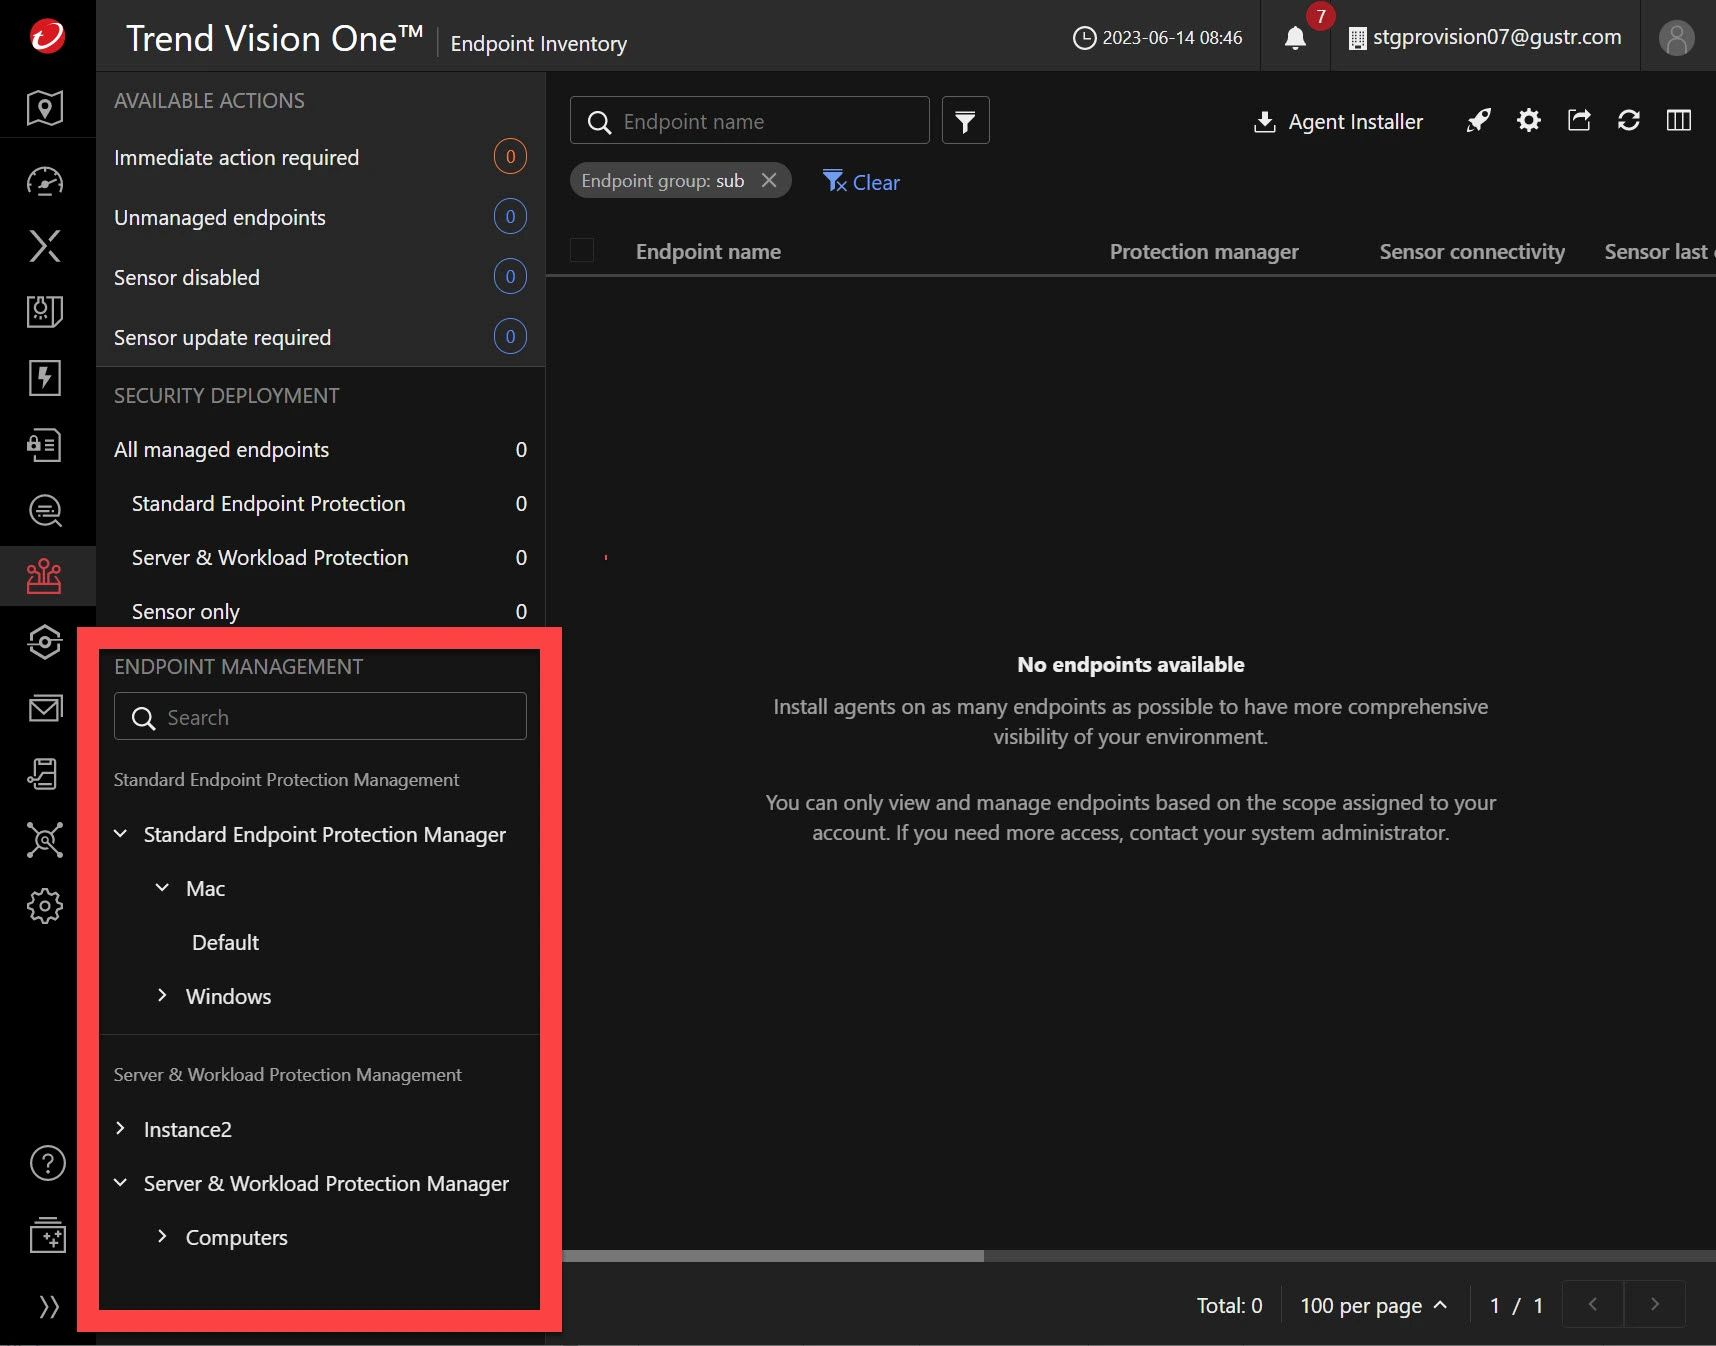 Trend Vision One™ | Endpoint Inventory
2023-06-14 08:46
7
stgprovision07@gustr.com
AVAILABLE ACTIONS
Immediate action required 0
Unmanaged endpoints 0
Sensor disabled 0
Sensor update required 0
SECURITY DEPLOYMENT
All managed endpoints 0
Standard Endpoint Protection 0
Server & Workload Protection 0
Sensor only 0
ENDPOINT MANAGEMENT
Search
Standard Endpoint Protection Management
Standard Endpoint Protection Manager
Mac
Default
Windows
Server & Workload Protection Management
Instance2
Server & Workload Protection Manager
Computers
Endpoint name
Agent Installer
Endpoint group: sub
Clear
Endpoint name Protection manager Sensor connectivity Sensor last
No endpoints available
Install agents on as many endpoints as possible to have more comprehensive
visibility of your environment.
You can only view and manage endpoints based on the scope assigned to your
account. If you need more access, contact your system administrator.
Total: 0 100 per page 1 / 1